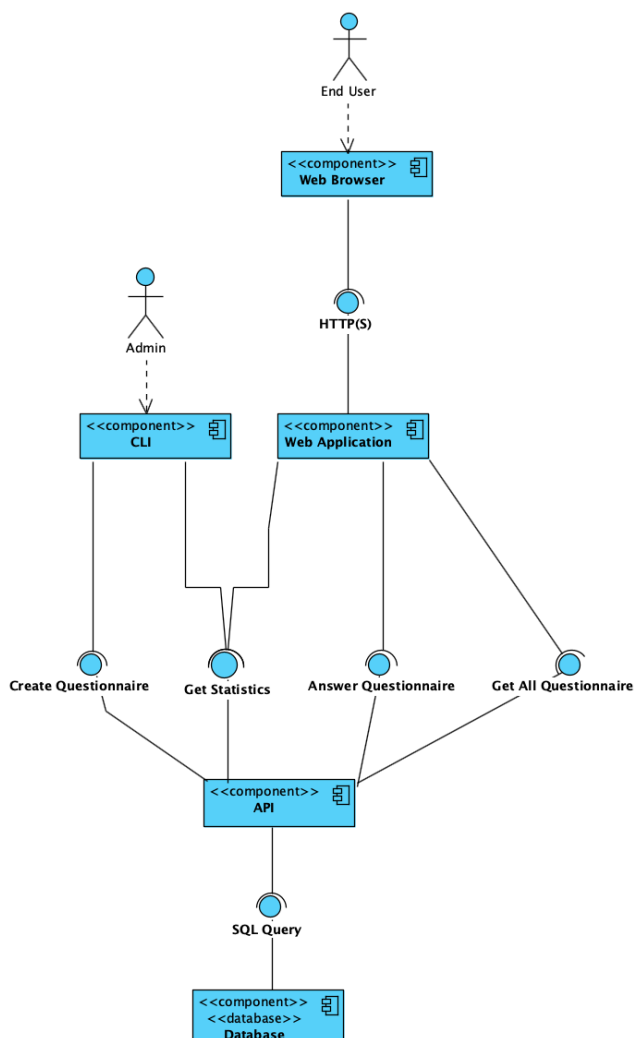 End User
<<component>>
Web Browser
HTTP(S)
Admin
<<component>>
CLI
<<component>>
Web Application
Create Questionnaire
Get Statistics
Answer Questionnaire
Get All Questionnaire
<<component>>
API
SQL Query
<<component>>
<<database>>
Database